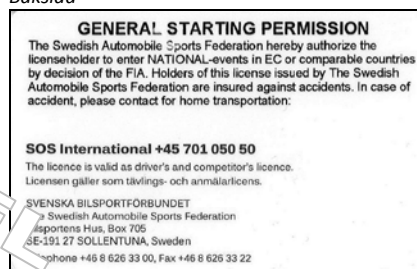 Baksida
GENERAL STARTING PERMISSION
The Swedish Automobile Sports Federation hereby authorize the
licenseholder to enter NATIONAL-events in EC or comparable countries
by decision of the FIA. Holders of this license issued by The Swedish
Automobile Sports Federation are insured against accidents. In case of
accident, please contact for home transportation:
SOS International +45 701 050 50
The licence is valid as driver's and competitor's licence.
Licensen gäller som tävlings- och anmälarlicens.
SVENSKA BILSPORTFÖRBUNDET
Swedish Automobile Sports Federation
Hus, Box 705
SE-191 27 SOLLENTUNA, Sweden
+46 8 626 33 00, Fax +46 8 626 33 22